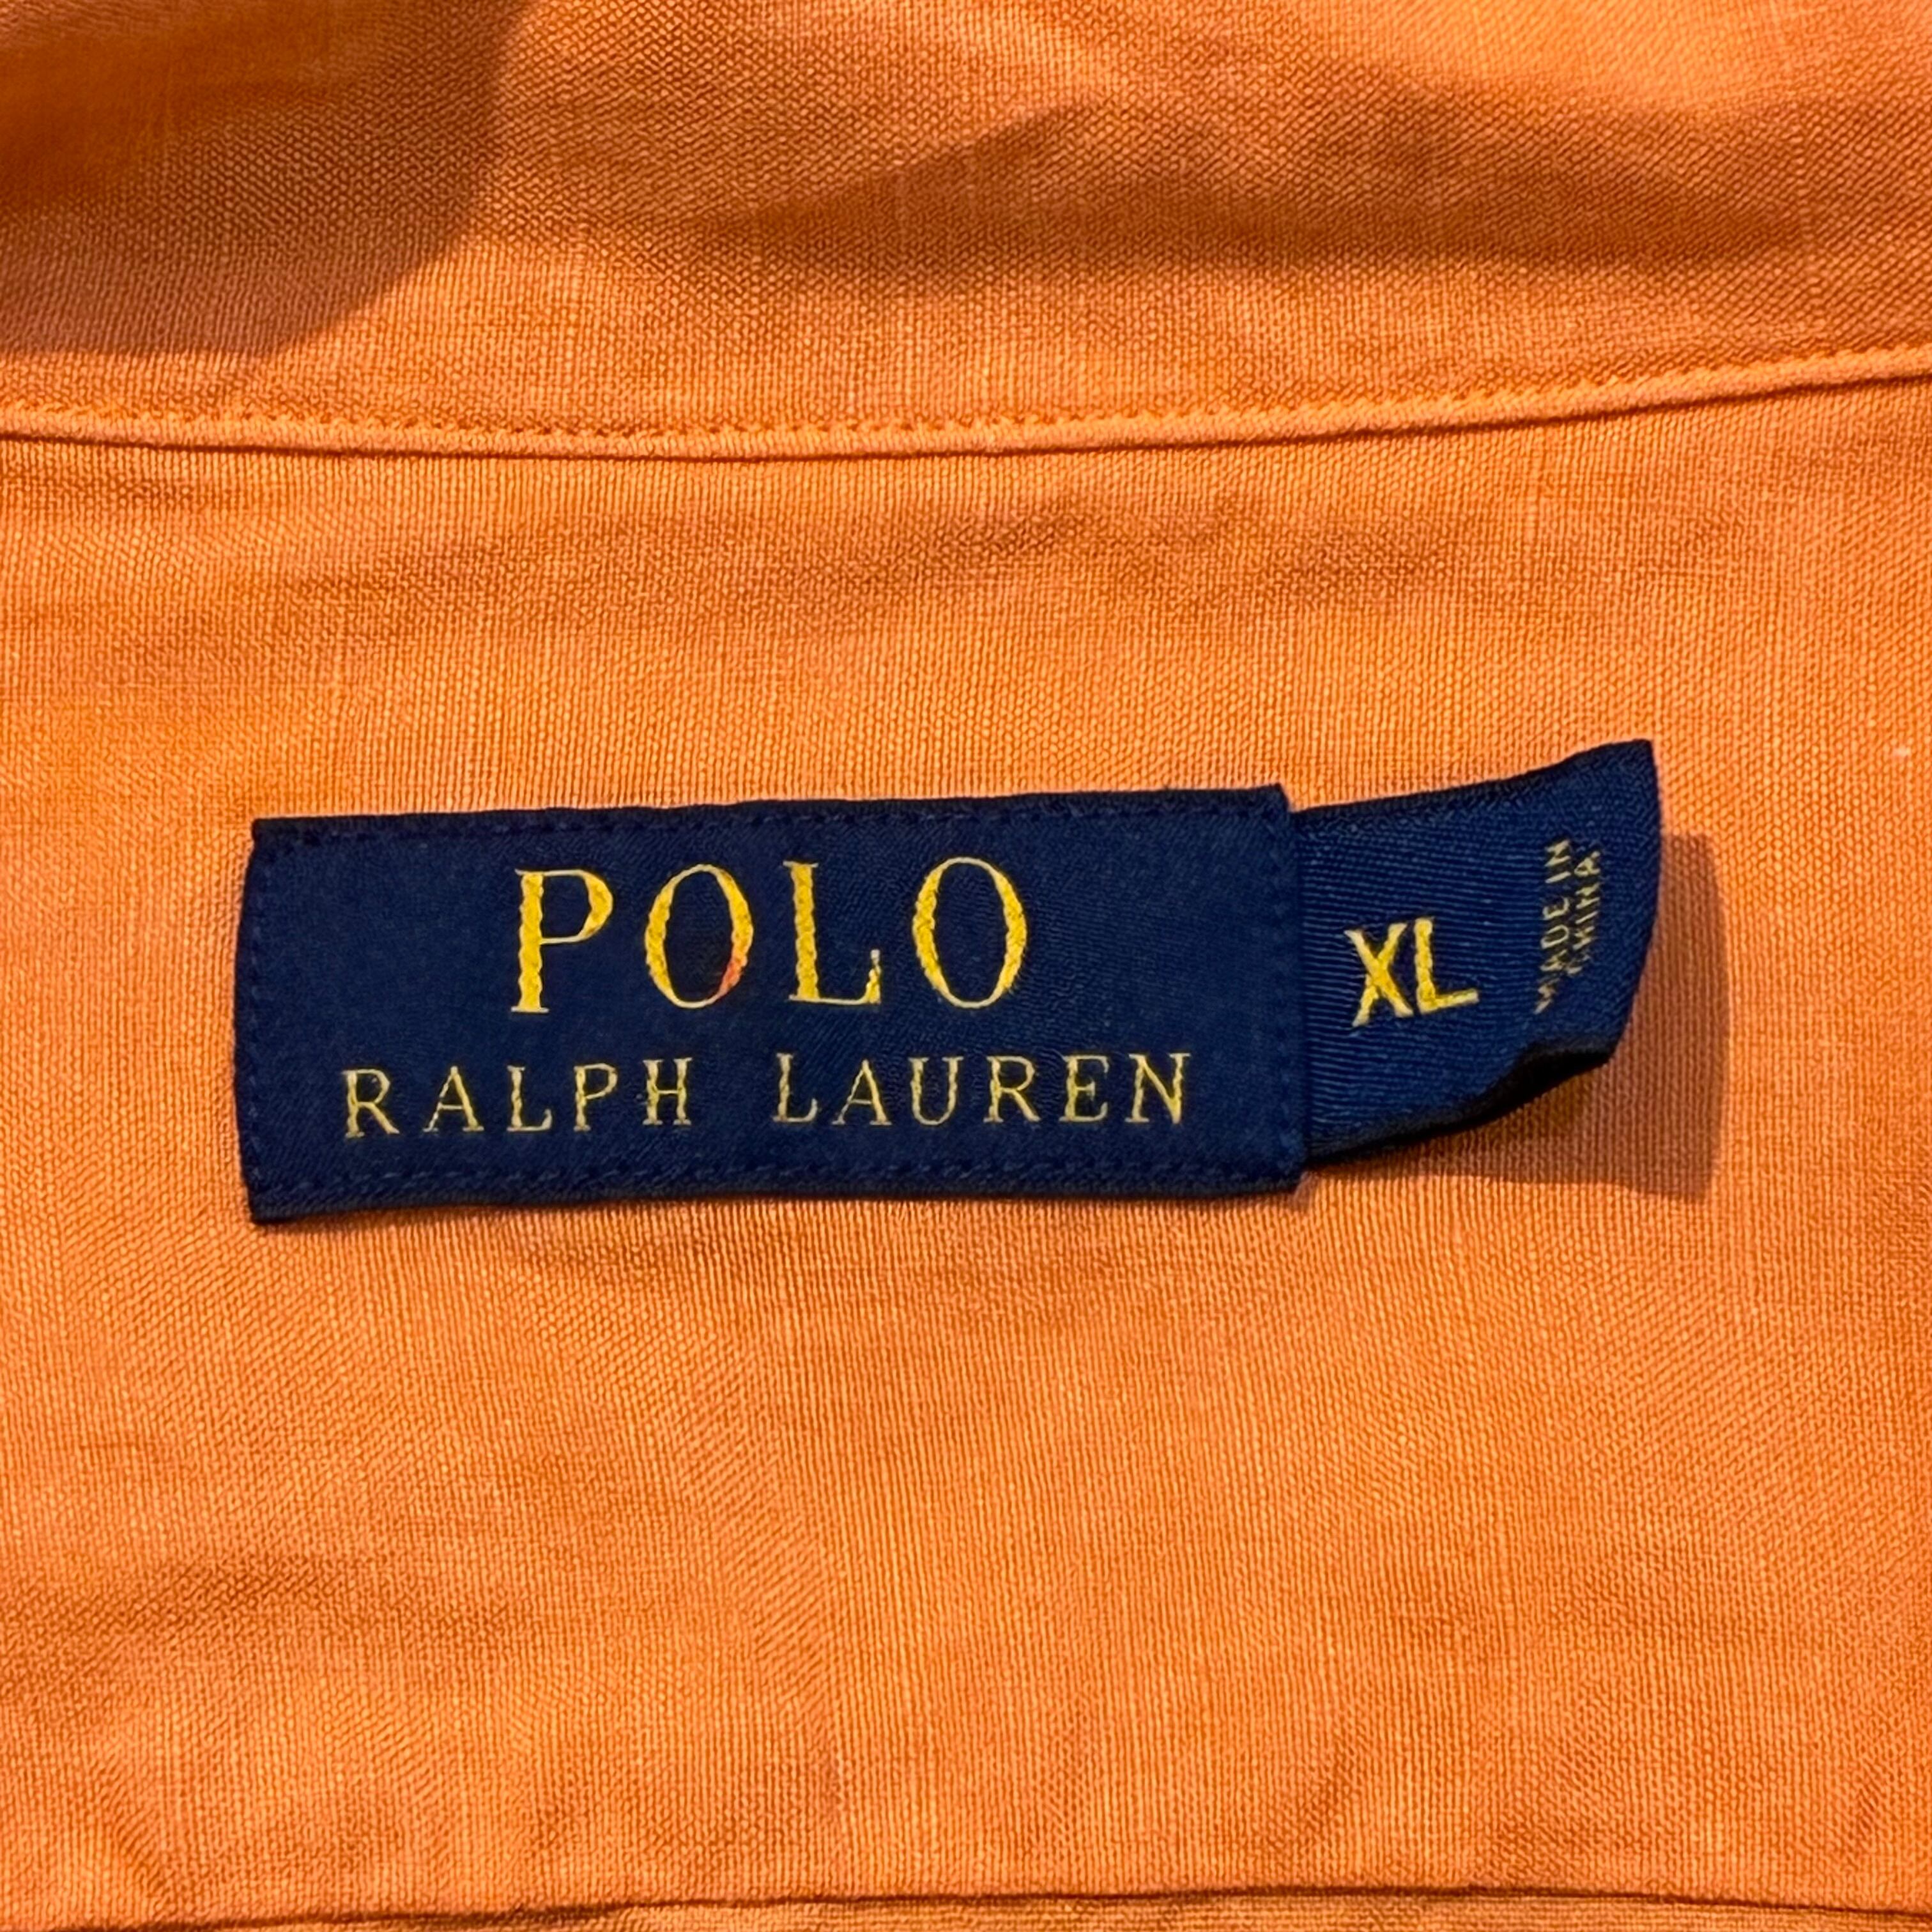 POLO
RALPH LAUREN
XL
MADE IN
CHINA